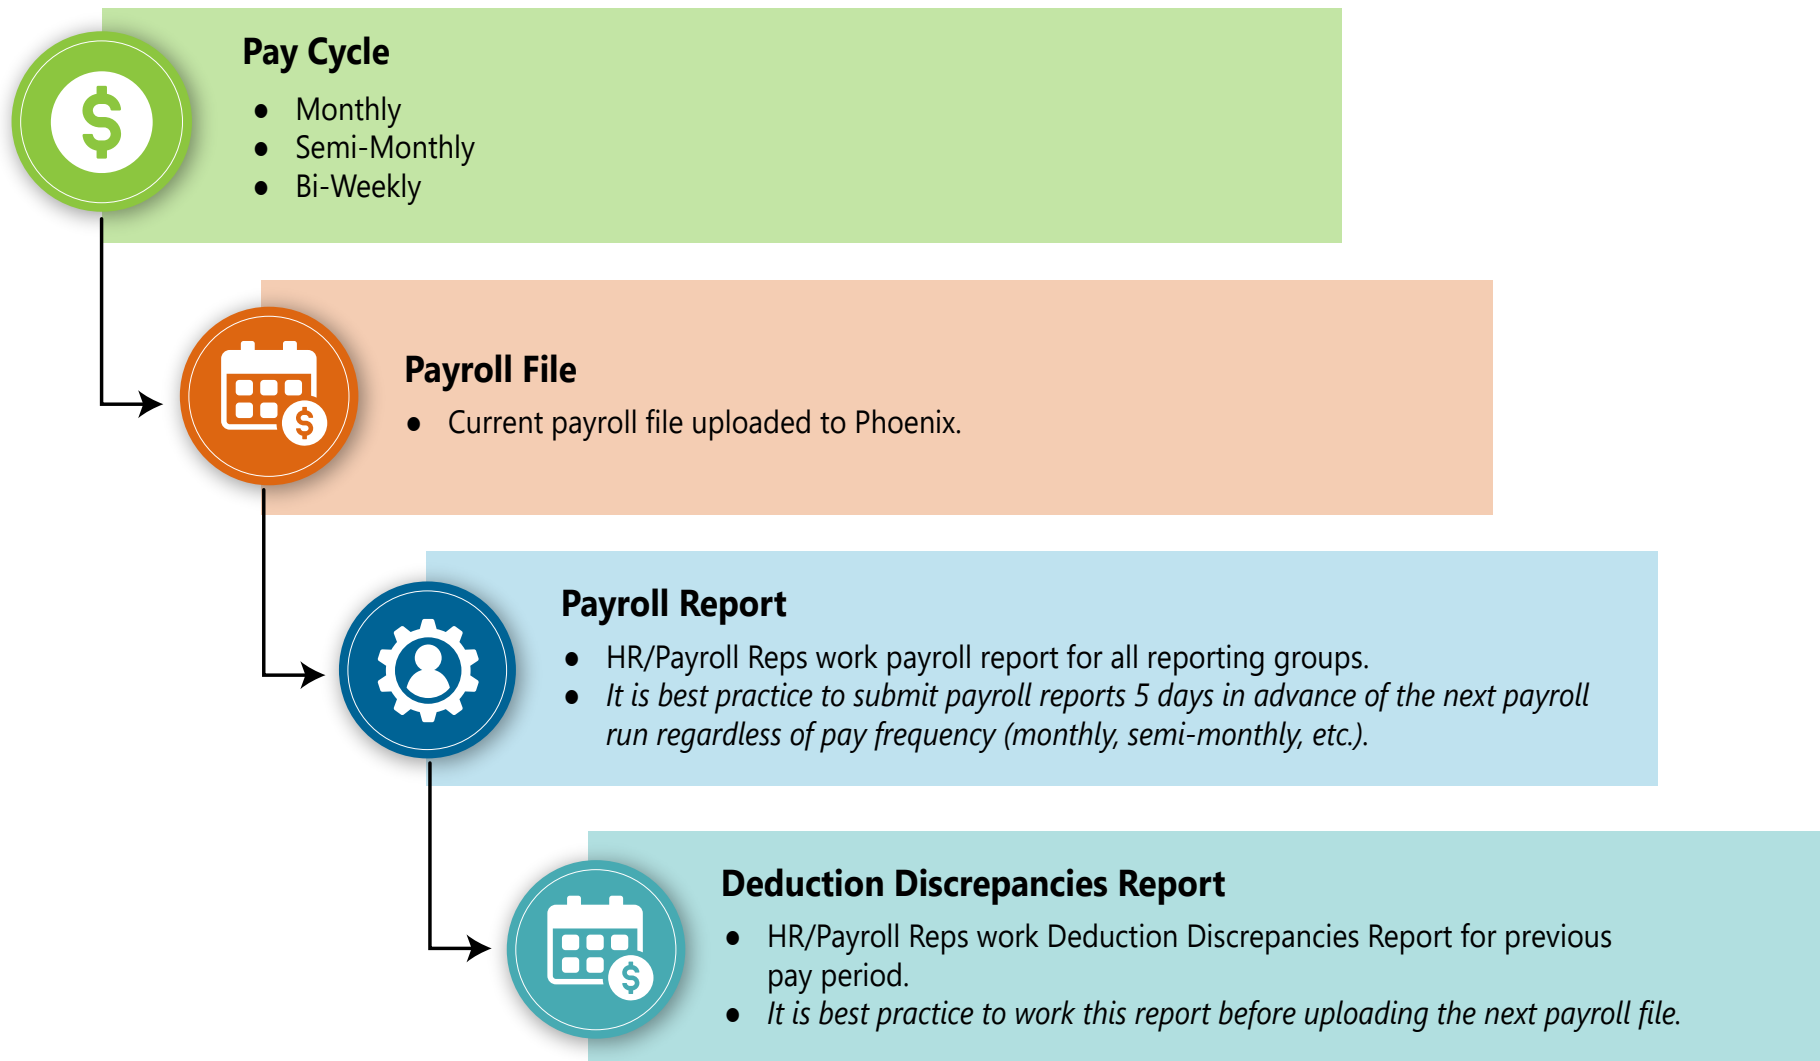 Pay Cycle
● Monthly
● Semi-Monthly
● Bi-Weekly
$
Payroll File
● Current payroll file uploaded to Phoenix.
$
Payroll Report
● HR/Payroll Reps work payroll report for all reporting groups.
● It is best practice to submit payroll reports 5 days in advance of the next payroll
run regardless of pay frequency (monthly, semi-monthly, etc.).
Deduction Discrepancies Report
● HR/Payroll Reps work Deduction Discrepancies Report for previous
pay period.
● It is best practice to work this report before uploading the next payroll file.
$